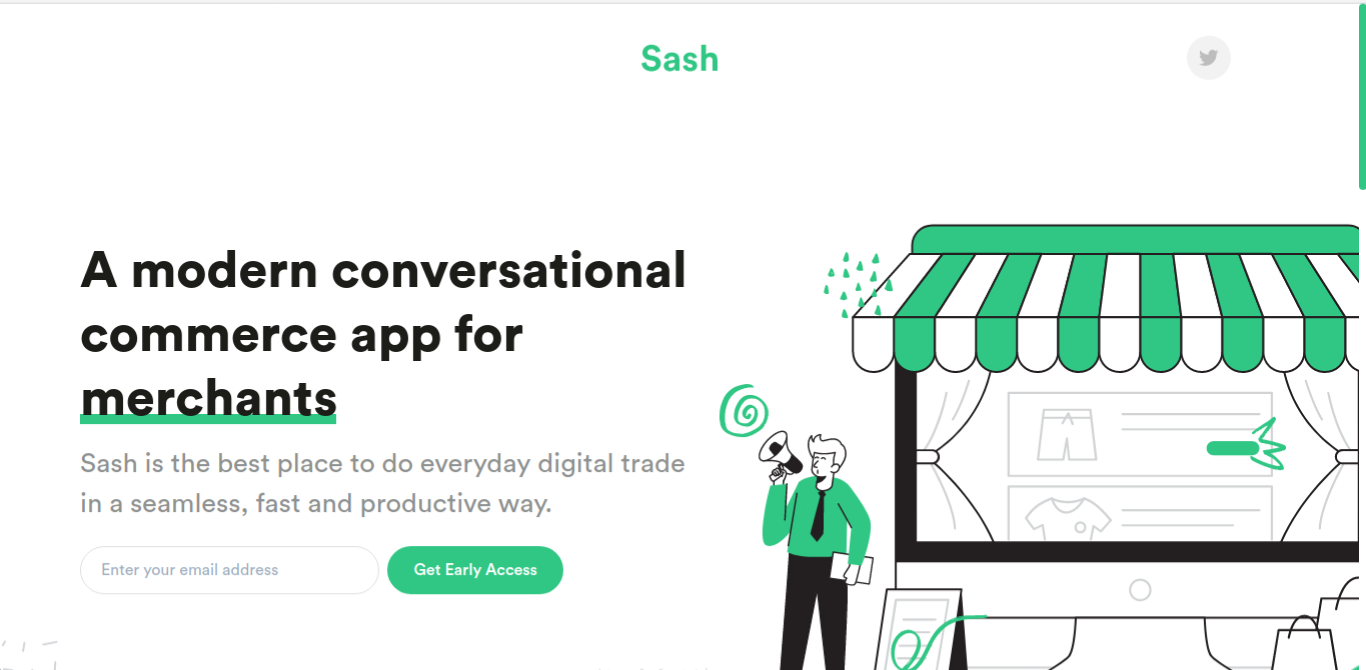 Sash
A modern conversational
commerce app for
merchants
Sash is the best place to do everyday digital trade
in a seamless, fast and productive way.
Enter your email address
Get Early Access